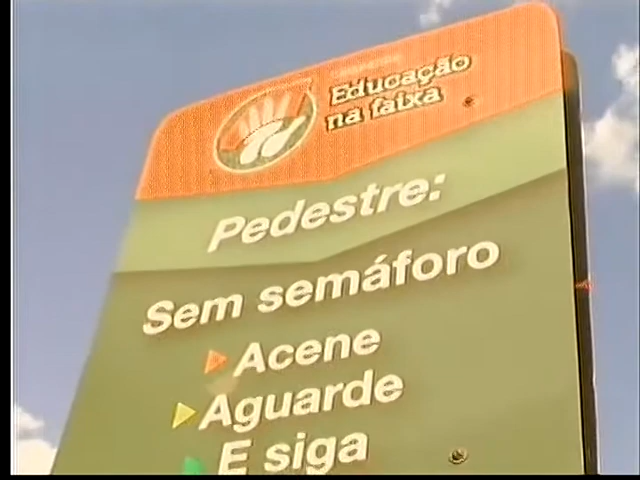 Educação
na faixa
Pedestre:
Sem semáforo
Acene
Aguarde
E siga